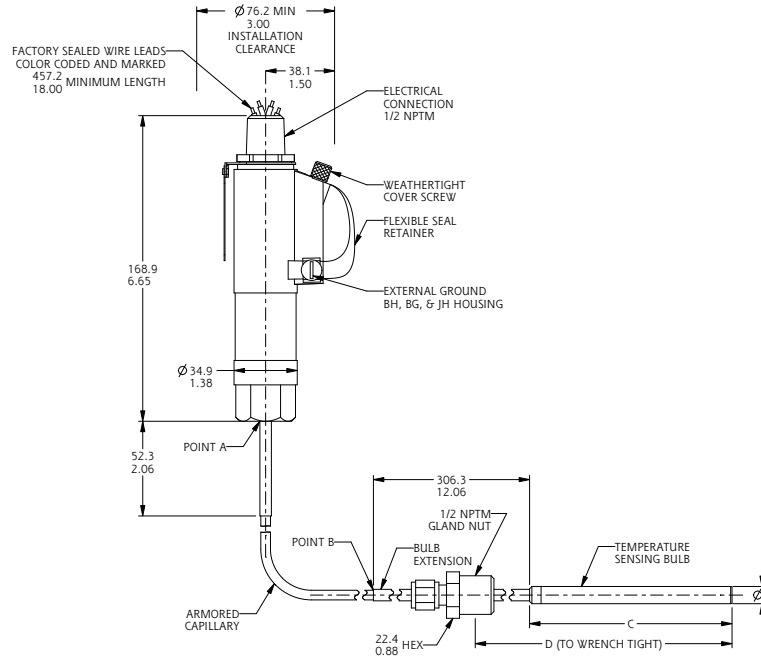 Ø 76.2 MIN
3.00
INSTALLATION
CLEARANCE
FACTORY SEALED WIRE LEADS
COLOR CODED AND MARKED
457.2
18.00 MINIMUM LENGTH
38.1
1.50
ELECTRICAL
CONNECTION
1/2 NPTM
WEATHERTIGHT
COVER SCREW
FLEXIBLE SEAL
RETAINER
168.9
6.65
EXTERNAL GROUND
BH, BG, & JH HOUSING
Ø 34.9
1.38
POINT A
52.3
2.06
306.3
12.06
1/2 NPTM
GLAND NUT
POINT B
BULB
EXTENSION
TEMPERATURE
SENSING BULB
Ø
ARMORED
CAPILLARY
C
22.4
0.88 HEX
D (TO WRENCH TIGHT)